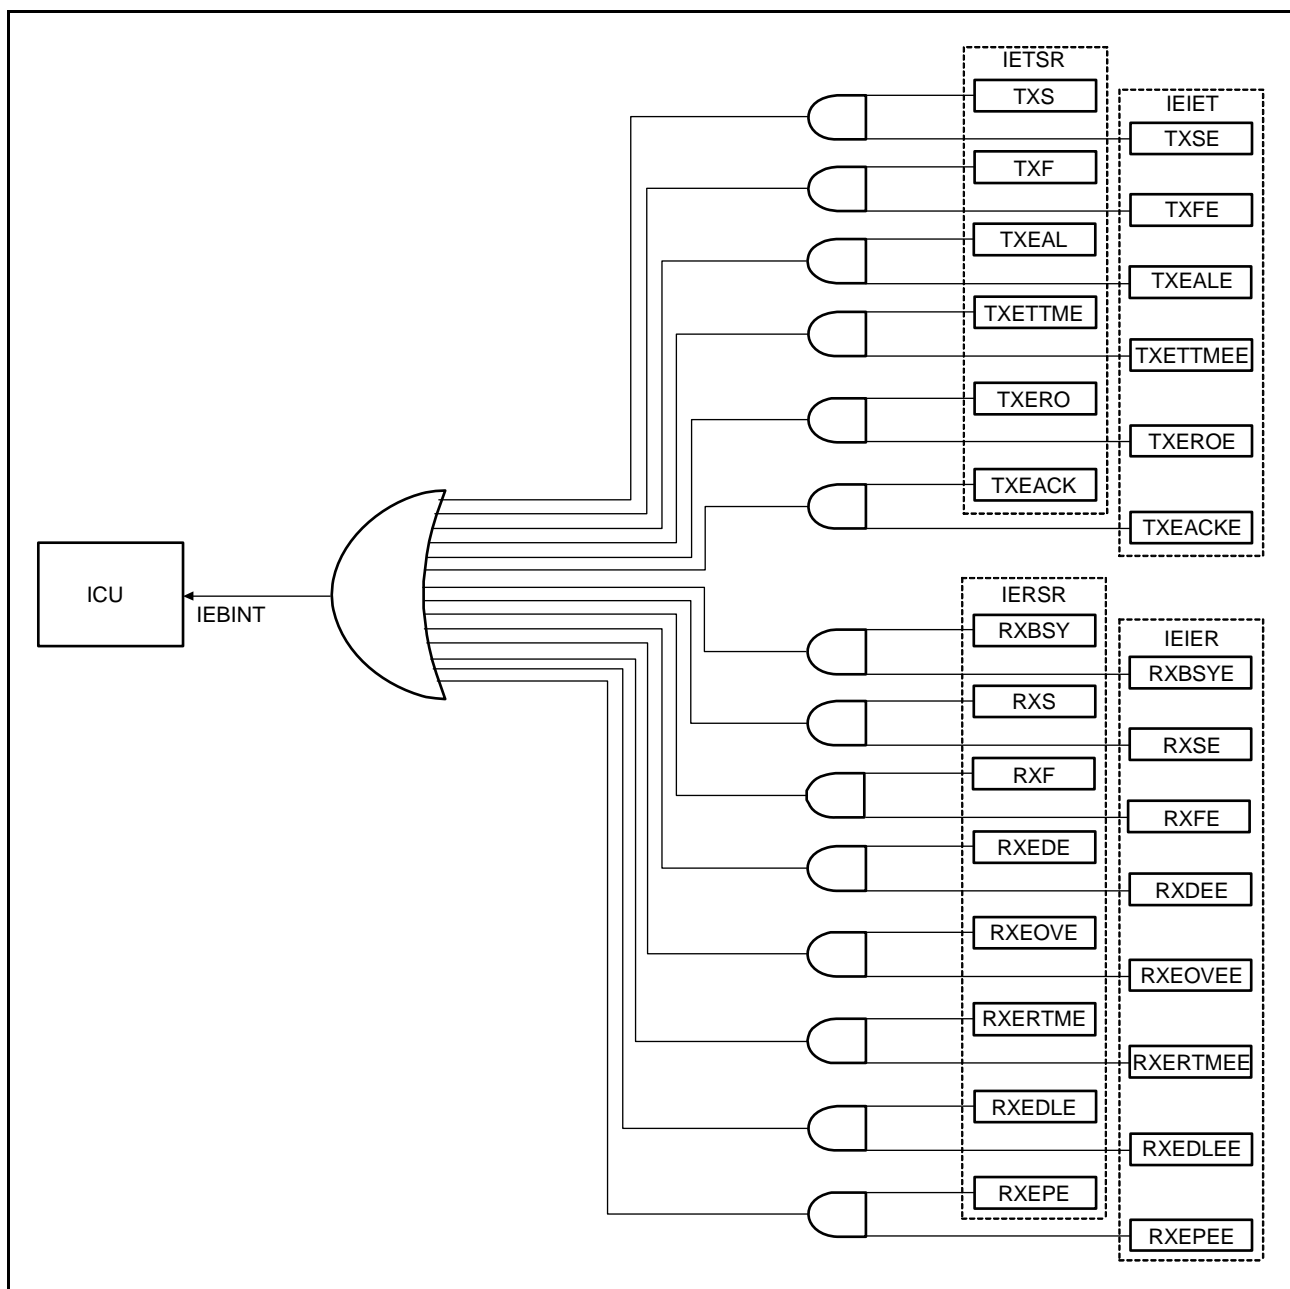 IETSR
TXS
IEIET
TXSE
TXF
TXFE
TXEAL
TXEALE
TXETTME
TXETTMEE
TXERO
TXEROE
TXEACK
TXEACKE
ICU
IEBINT
IERSR
RXBSY
IEIER
RXBSYE
RXS
RXSE
RXF
RXFE
RXEDE
RXDEE
RXEOVE
RXEOVEE
RXERTME
RXERTMEE
RXEDLE
RXEDLEE
RXEPE
RXEPEE